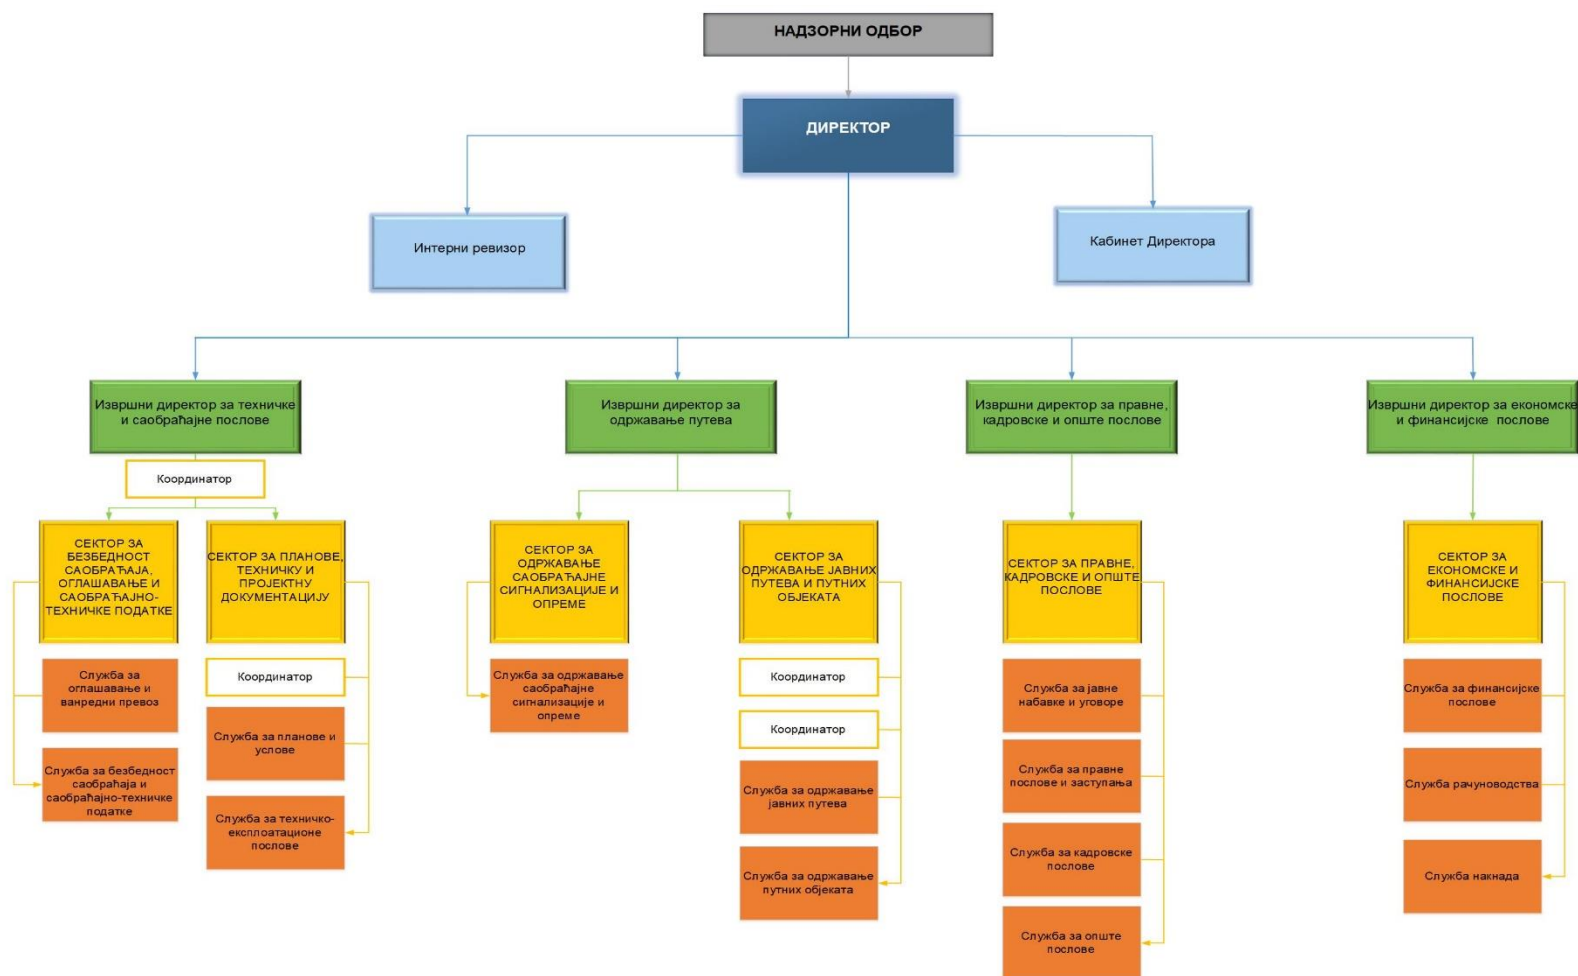 НАДЗОРНИ ОДБОР
ДИРЕКТОР
Интерни ревизор
Кабинет Директора
Извршни директор за техничке
и саобраћајне послове
Извршни директор за
одржавање путева
Извршни директор за правне,
кадровске и опште послове
Извршни директор за економске
и финансијске послове
Координатор
СЕКТОР ЗА
БЕЗБЕДНОСТ
САОБРАЋАЈА,
ОГЛАШАВАЊЕ И
САОБРАЋАЈНО-
ТЕХНИЧКЕ ПОДАТКЕ
СЕКТОР ЗА ПЛАНОВЕ,
ТЕХНИЧКУ И
ПРОЈЕКТНУ
ДОКУМЕНТАЦИЈУ
СЕКТОР ЗА
ОДРЖАВАЊЕ
САОБРАЋАЈНЕ
СИГНАЛИЗАЦИЈЕ И
ОПРЕМЕ
СЕКТОР ЗА
ОДРЖАВАЊЕ ЈАВНИХ
ПУТЕВА И ПУТНИХ
ОБЈЕКАТА
СЕКТОР ЗА ПРАВНЕ,
КАДРОВСКЕ И ОПШТЕ
ПОСЛОВЕ
СЕКТОР ЗА
ЕКОНОМСКЕ И
ФИНАНСИЈСКЕ
ПОСЛОВЕ
Служба за
оглашавање и
ванредни превоз
Служба за безбедност
саобраћаја и
саобраћајно-техничке
податке
Координатор
Служба за планове и
услове
Служба за техничко-
експлоатационе
послове
Служба за одржавање
саобраћајне
сигнализације и
опреме
Координатор
Координатор
Служба за одржавање
јавних путева
Служба за одржавање
путних објеката
Служба за јавне
набавке и уговоре
Служба за правне
послове и заступања
Служба за кадровске
послове
Служба за опште
послове
Служба за финансијске
послове
Служба рачуноводства
Служба накнада